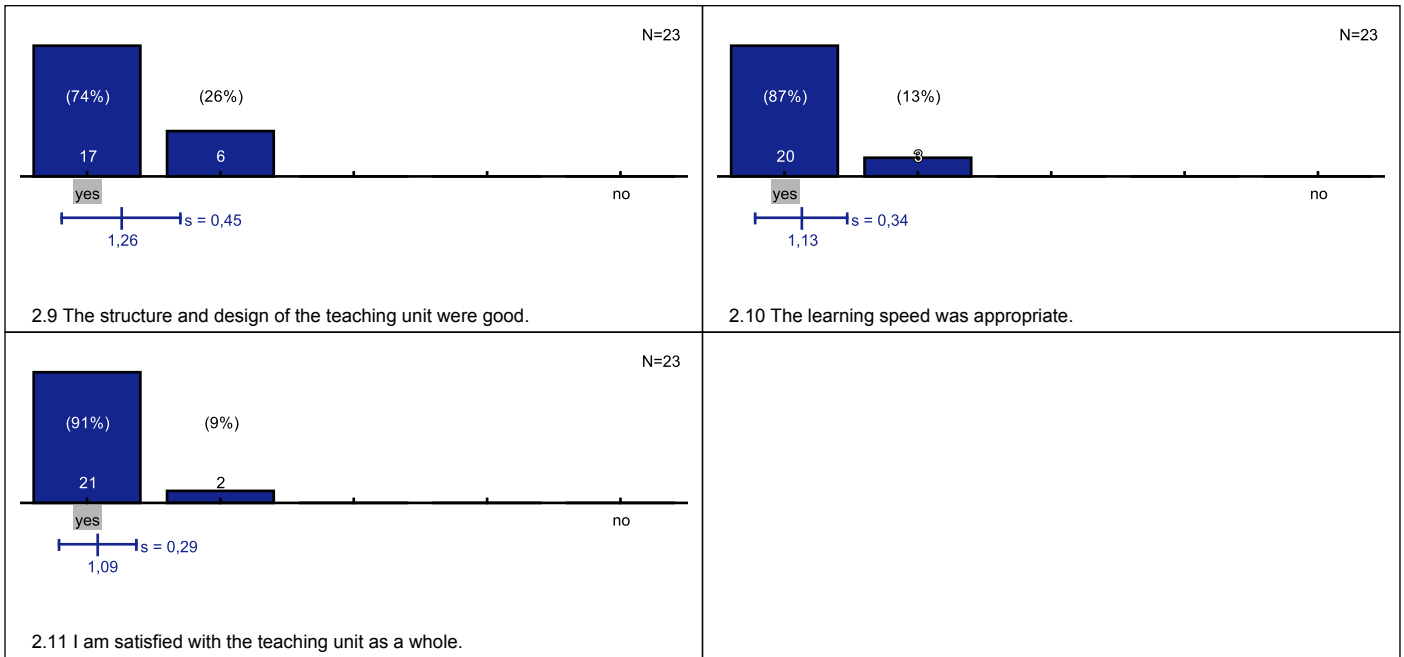 N=23
(74%) (26%)
17 6
yes no
s = 0,45
1,26
2.9 The structure and design of the teaching unit were good.
N=23
(87%) (13%)
20 3
yes no
s = 0,34
1,13
2.10 The learning speed was appropriate.
N=23
(91%) (9%)
21 2
yes no
s = 0,29
1,09
2.11 I am satisfied with the teaching unit as a whole.